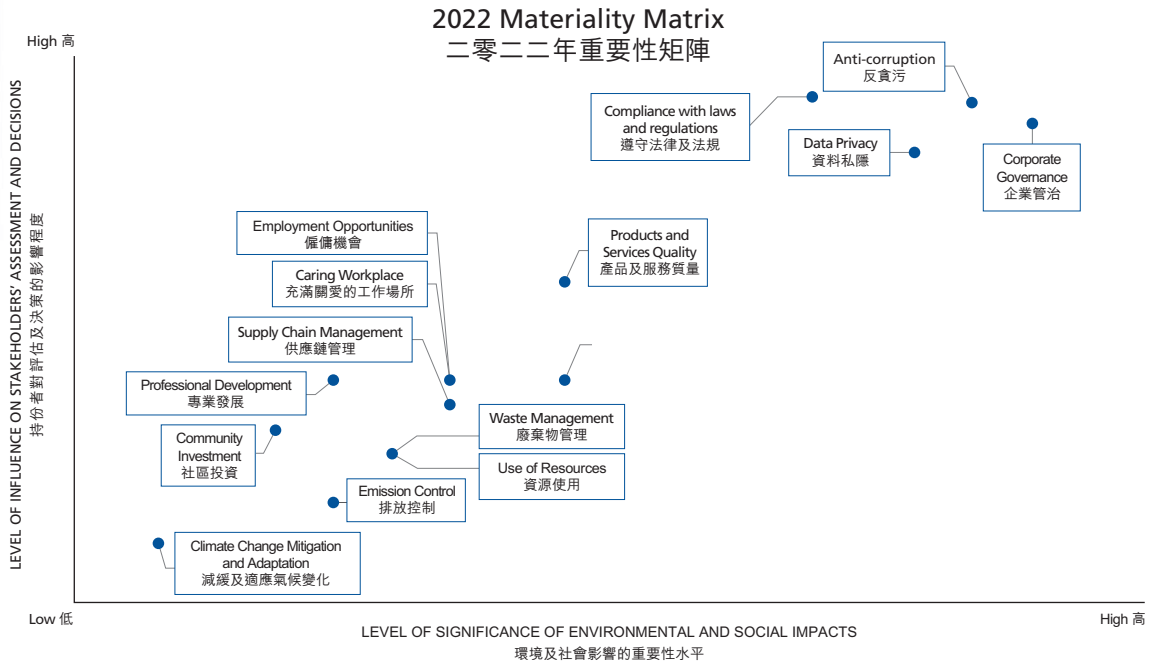 2022 Materiality Matrix
二零二二年重要性矩陣
High 高
LEVEL OF INFLUENCE ON STAKEHOLDERS' ASSESSMENT AND DECISIONS
持份者對評估及決策的影響程度
Anti-corruption
反貪污
Compliance with laws
and regulations
遵守法律及法規
Data Privacy
資料私隱
Corporate
Governance
企業管治
Employment Opportunities
僱傭機會
Products and
Services Quality
產品及服務質量
Caring Workplace
充滿關愛的工作場所
Supply Chain Management
供應鏈管理
Professional Development
專業發展
Waste Management
廢棄物管理
Community
Investment
社區投資
Use of Resources
資源使用
Emission Control
排放控制
Climate Change Mitigation
and Adaptation
減緩及適應氣候變化
Low 低
High 高
LEVEL OF SIGNIFICANCE OF ENVIRONMENTAL AND SOCIAL IMPACTS
環境及社會影響的重要性水平